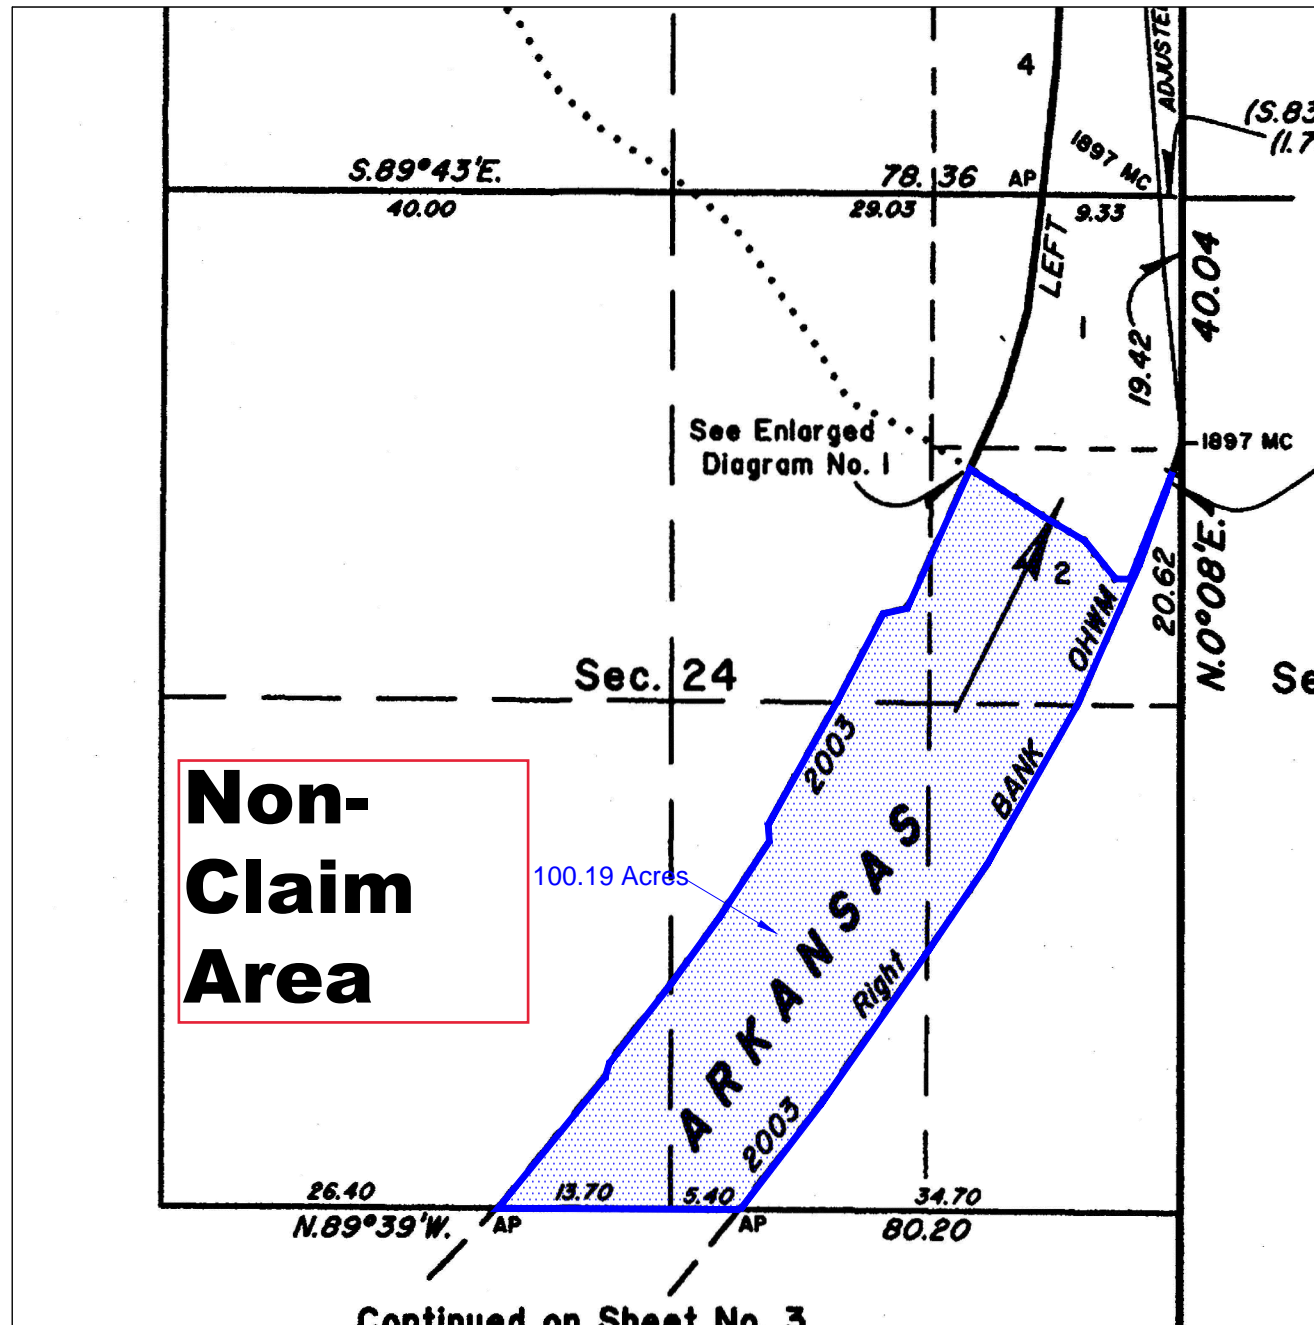 4
ADJUSTE
(S.83
(1.7
1897 MC
S.89°43'E.
78.36
AP
40.00
29.03
9.33
LEFT
40.04
1
19.42
See Enlarged
Diagram No. 1
1897 MC
N.0°08'E.
20.62
2
OHWM
Sec. 24
Se
2003
BANK
Non-
Claim
Area
100.19 Acres
ARKANSAS
Right
2003
26.40
13.70
5.40
34.70
N.89°39'W.
AP
AP
80.20
Continued on Sheet No. 3